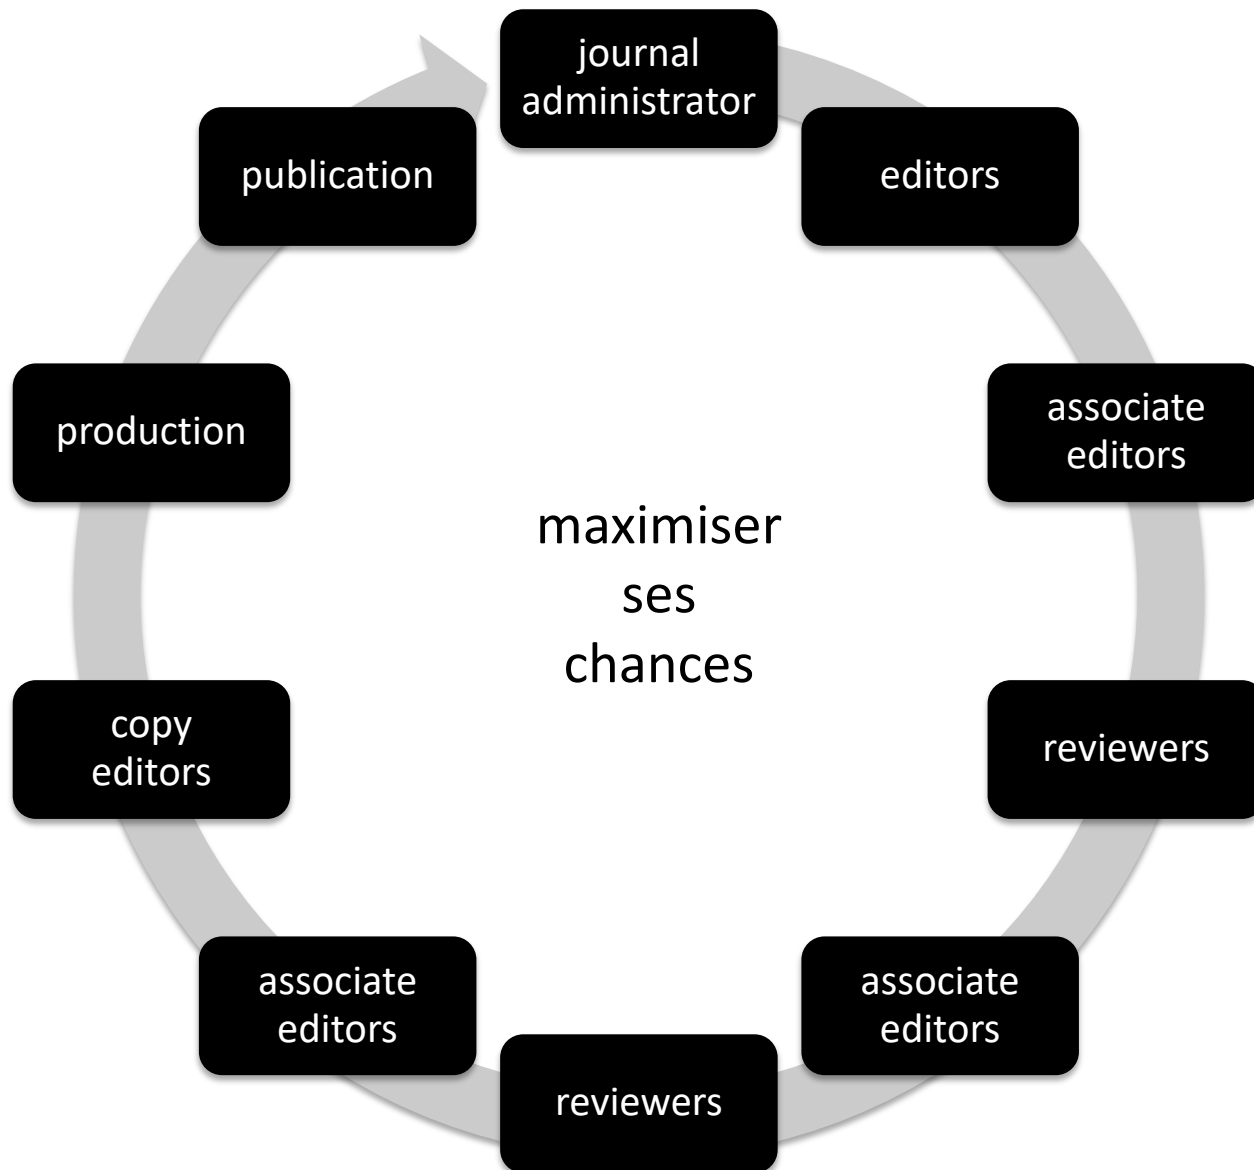 journal
administrator
editors
associate
editors
reviewers
associate
editors
reviewers
associate
editors
copy
editors
production
publication
maximiser
ses
chances